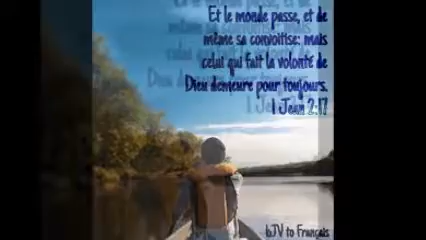 Et le monde passe, et de
même sa convoitise: mais
celui qui fait la volonté de
Dieu demeure pour toujours.
1 Jean 2:17
bJV to Français